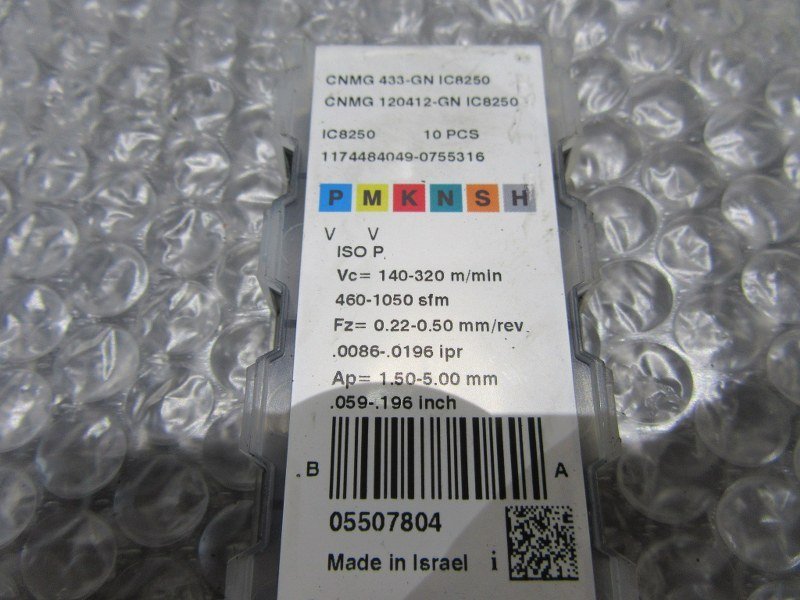 CNMG 433-GN IC8250
CNMG 120412-GN IC8250
IC8250 10 PCS
1174484049-0755316
P M K N S H
V V
ISO P
Vc= 140-320 m/min
460-1050 sfm
Fz= 0.22-0.50 mm/rev
.0086-.0196 ipr
Ap= 1.50-5.00 mm
.059-.196 inch
.B A
05507804
Made in Israel i